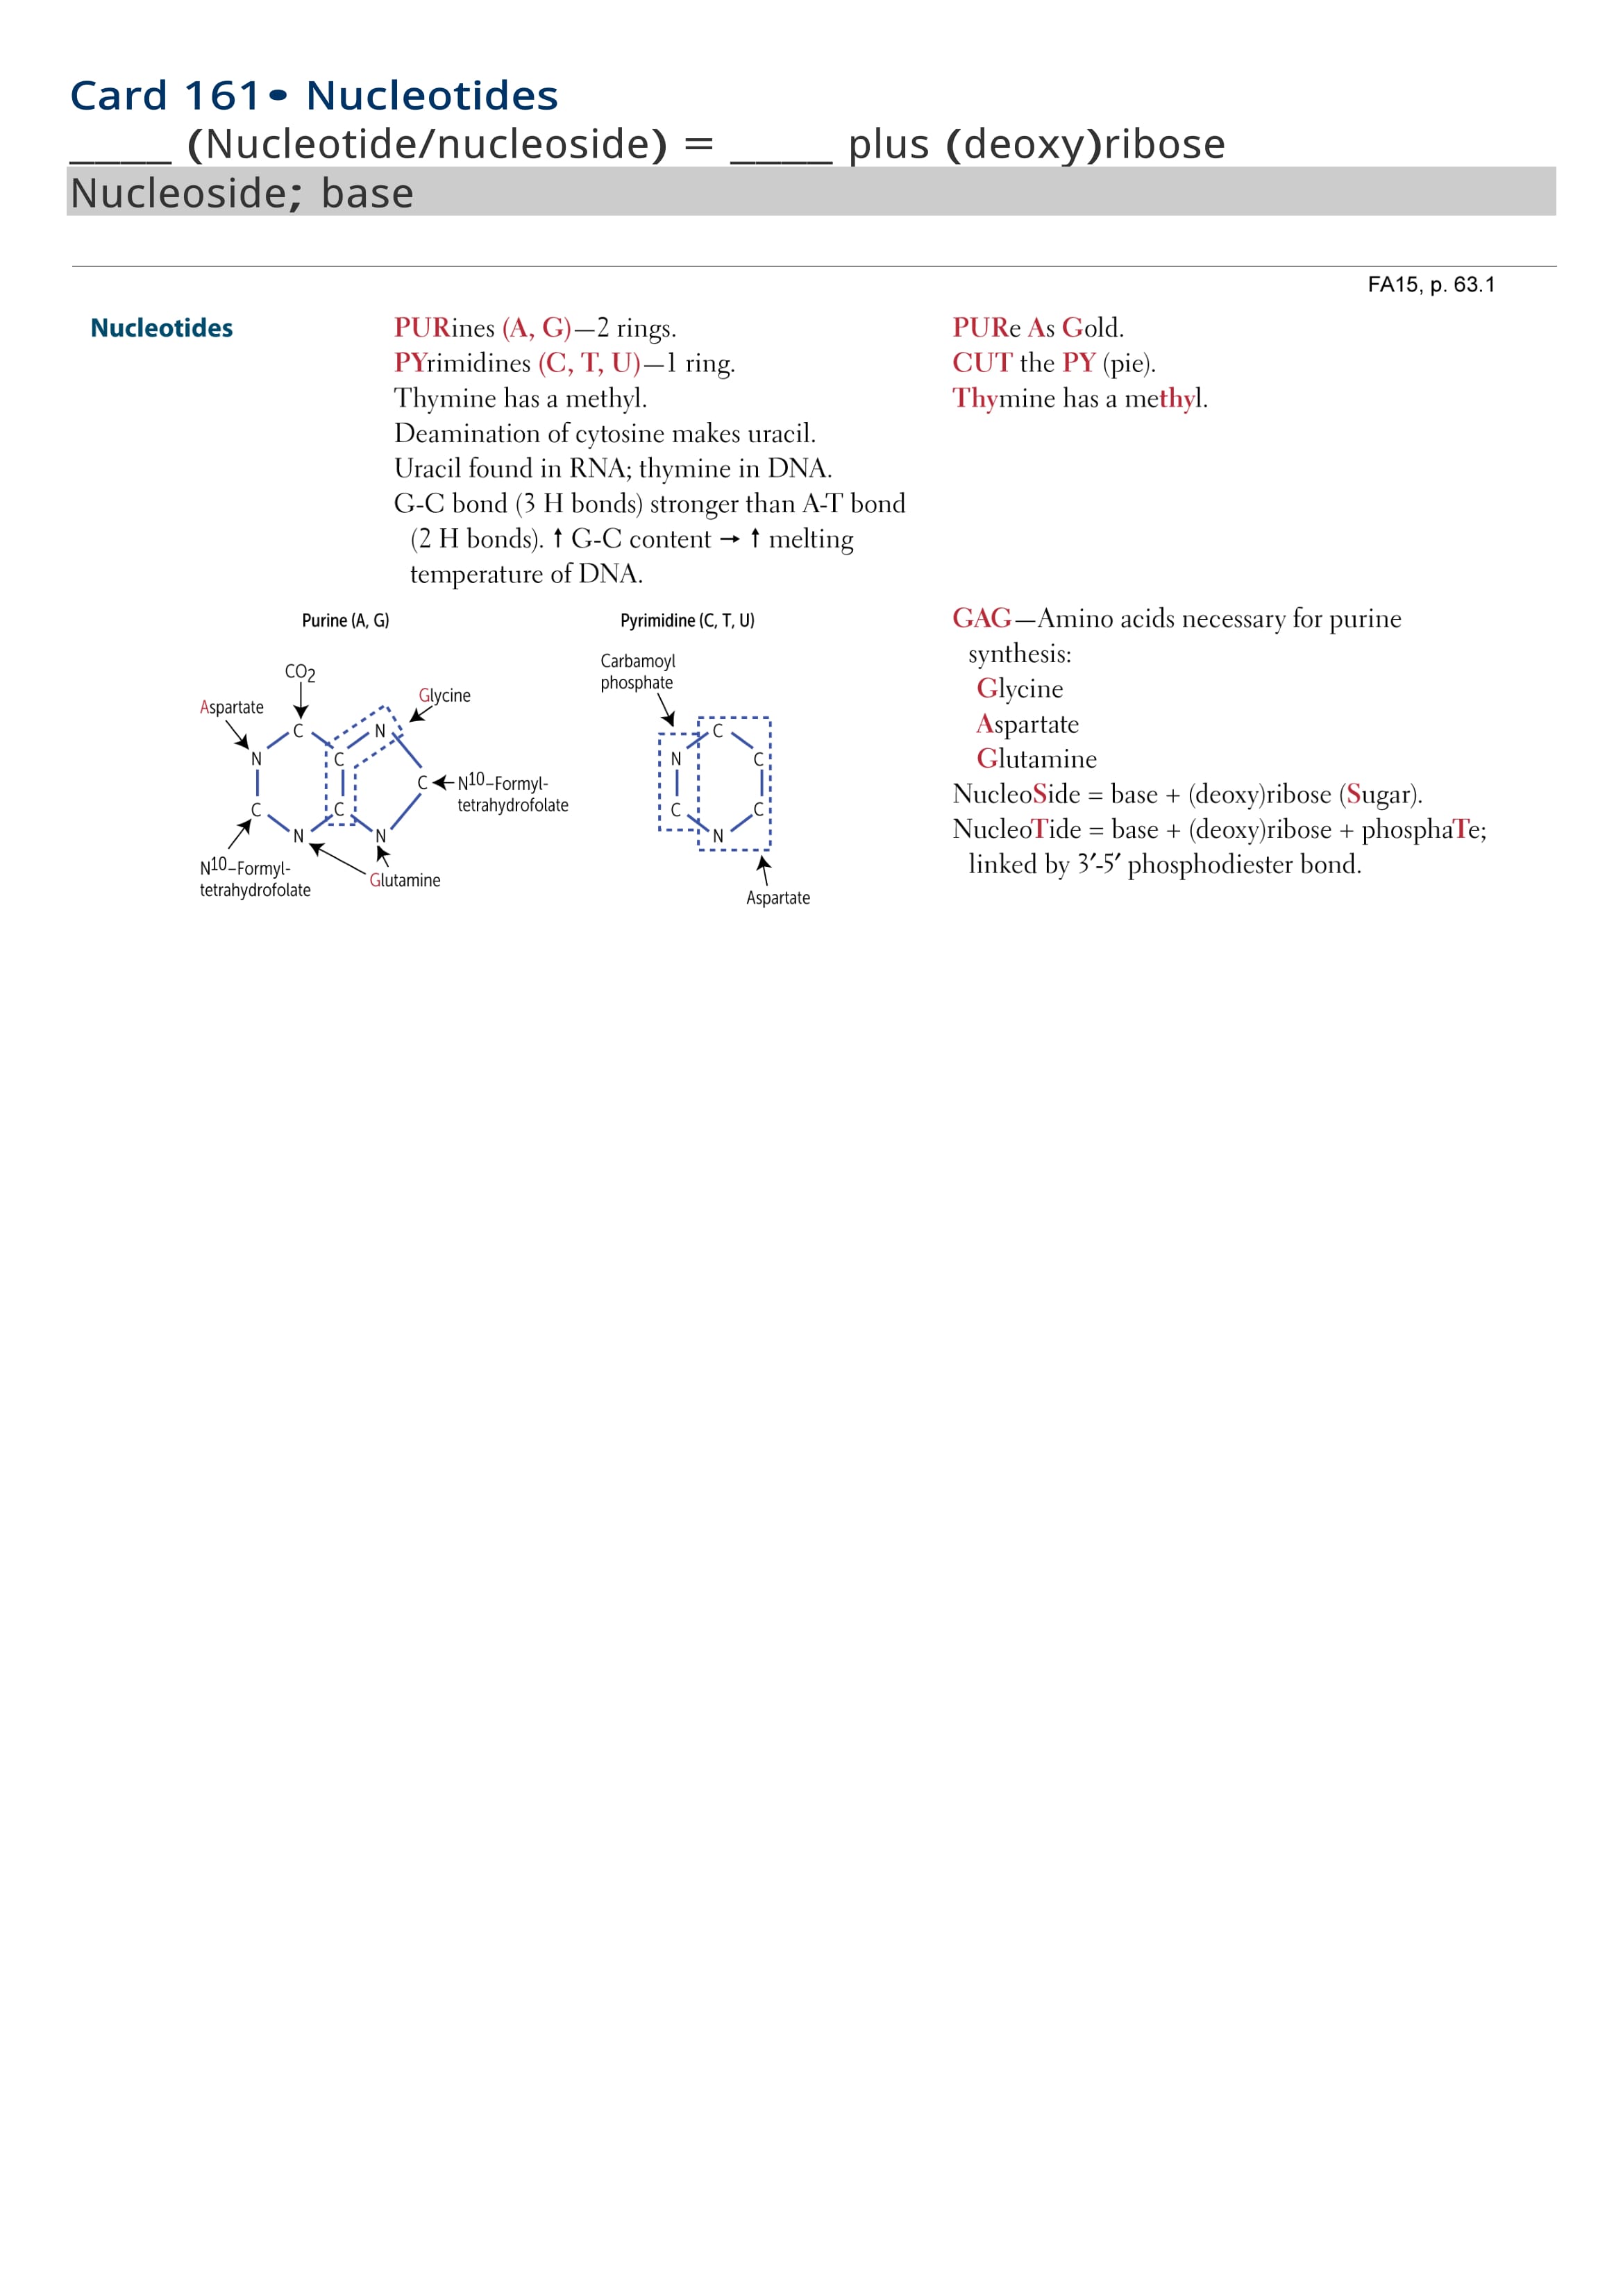 Card 161• Nucleotides
____ (Nucleotide/nucleoside) = ____ plus (deoxy)ribose
Nucleoside; base
FA15, p. 63.1
Nucleotides
PURines (A, G)—2 rings.
PYrimidines (C, T, U)—1 ring.
Thymine has a methyl.
Deamination of cytosine makes uracil.
Uracil found in RNA; thymine in DNA.
G-C bond (3 H bonds) stronger than A-T bond
(2 H bonds). ↑ G-C content → ↑ melting
temperature of DNA.
PURe As Gold.
CUT the PY (pie).
Thymine has a methyl.
Purine (A, G)
CO2
Aspartate
Glycine
C
N
N
C
C
N10–Formyl-
tetrahydrofolate
C
C
N
N
N10–Formyl-
tetrahydrofolate
Glutamine
Pyrimidine (C, T, U)
Carbamoyl
phosphate
C
N
C
C
C
N
Aspartate
GAG—Amino acids necessary for purine
synthesis:
Glycine
Aspartate
Glutamine
NucleoSide = base + (deoxy)ribose (Sugar).
NucleoTide = base + (deoxy)ribose + phosphaTe;
linked by 3′-5′ phosphodiester bond.